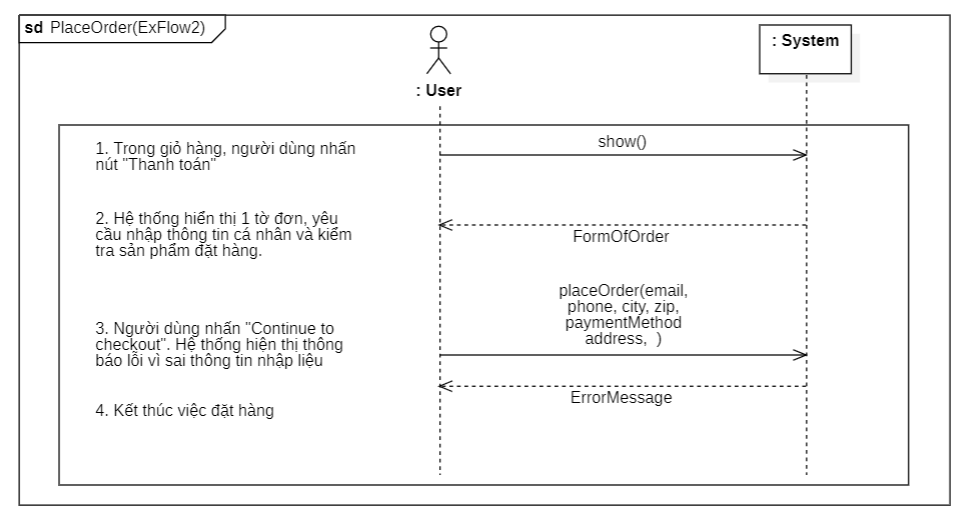 sd PlaceOrder(ExFlow2)
: User
: System
1. Trong giỏ hàng, người dùng nhấn
nút "Thanh toán"
show()
2. Hệ thống hiển thị 1 tờ đơn, yêu
cầu nhập thông tin cá nhân và kiểm
tra sản phẩm đặt hàng.
FormOfOrder
placeOrder(email,
phone, city, zip,
paymentMethod
address,  )
3. Người dùng nhấn "Continue to
checkout". Hệ thống hiện thị thông
báo lỗi vì sai thông tin nhập liệu
ErrorMessage
4. Kết thúc việc đặt hàng